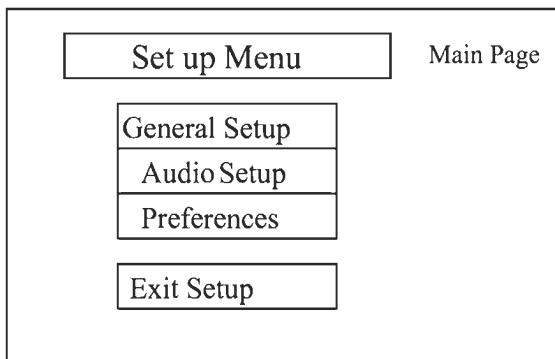 Set up Menu Main Page
General Setup
Audio Setup
Preferences
Exit Setup